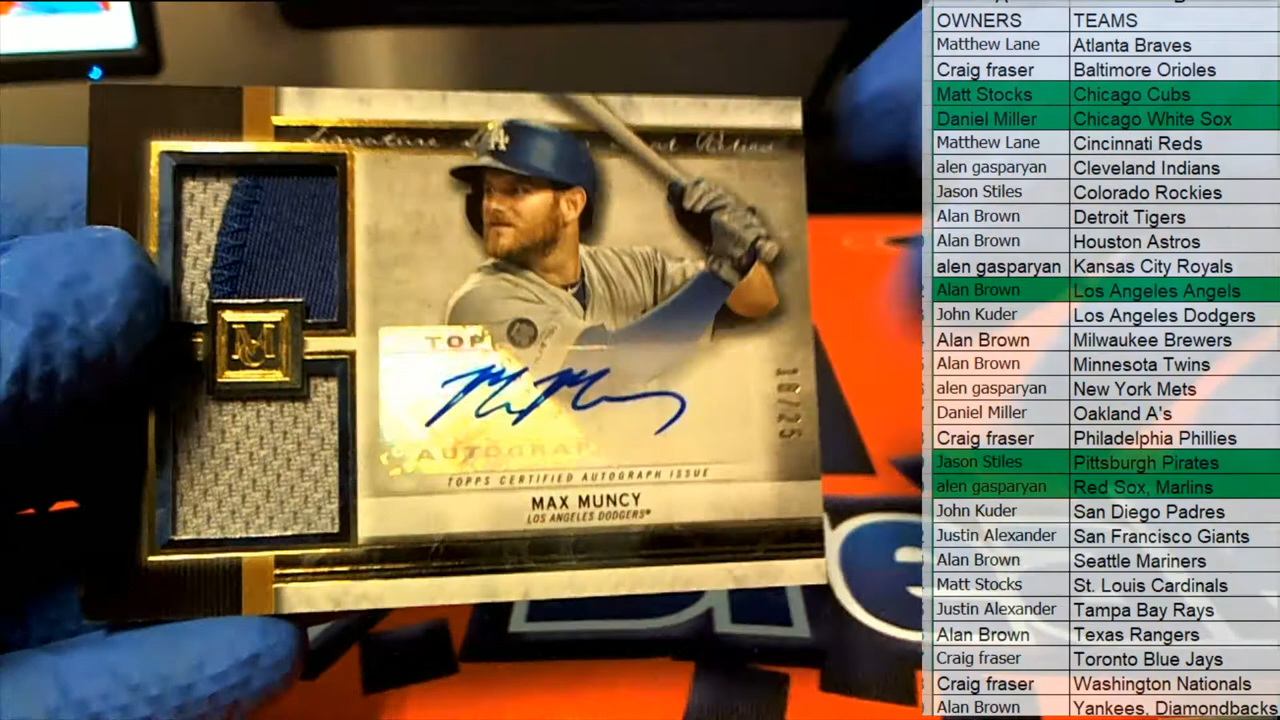 OWNERS TEAMS
Matthew Lane Atlanta Braves
Craig fraser Baltimore Orioles
Matt Stocks Chicago Cubs
Daniel Miller Chicago White Sox
Matthew Lane Cincinnati Reds
alen gasparyan Cleveland Indians
Jason Stiles Colorado Rockies
Alan Brown Detroit Tigers
Alan Brown Houston Astros
alen gasparyan Kansas City Royals
Alan Brown Los Angeles Angels
John Kuder Los Angeles Dodgers
Alan Brown Milwaukee Brewers
Alan Brown Minnesota Twins
alen gasparyan New York Mets
Daniel Miller Oakland A's
Craig fraser Philadelphia Phillies
Jason Stiles Pittsburgh Pirates
alen gasparyan Red Sox, Marlins
John Kuder San Diego Padres
Justin Alexander San Francisco Giants
Alan Brown Seattle Mariners
Matt Stocks St. Louis Cardinals
Justin Alexander Tampa Bay Rays
Alan Brown Texas Rangers
Craig fraser Toronto Blue Jays
Craig fraser Washington Nationals
Alan Brown Yankees, Diamondbacks
Signature
LA
M
TOP
AUTOGRAP
TOPPS CERTIFIED AUTOGRAPH ISSUE
MAX MUNCY
LOS ANGELES DODGERS®